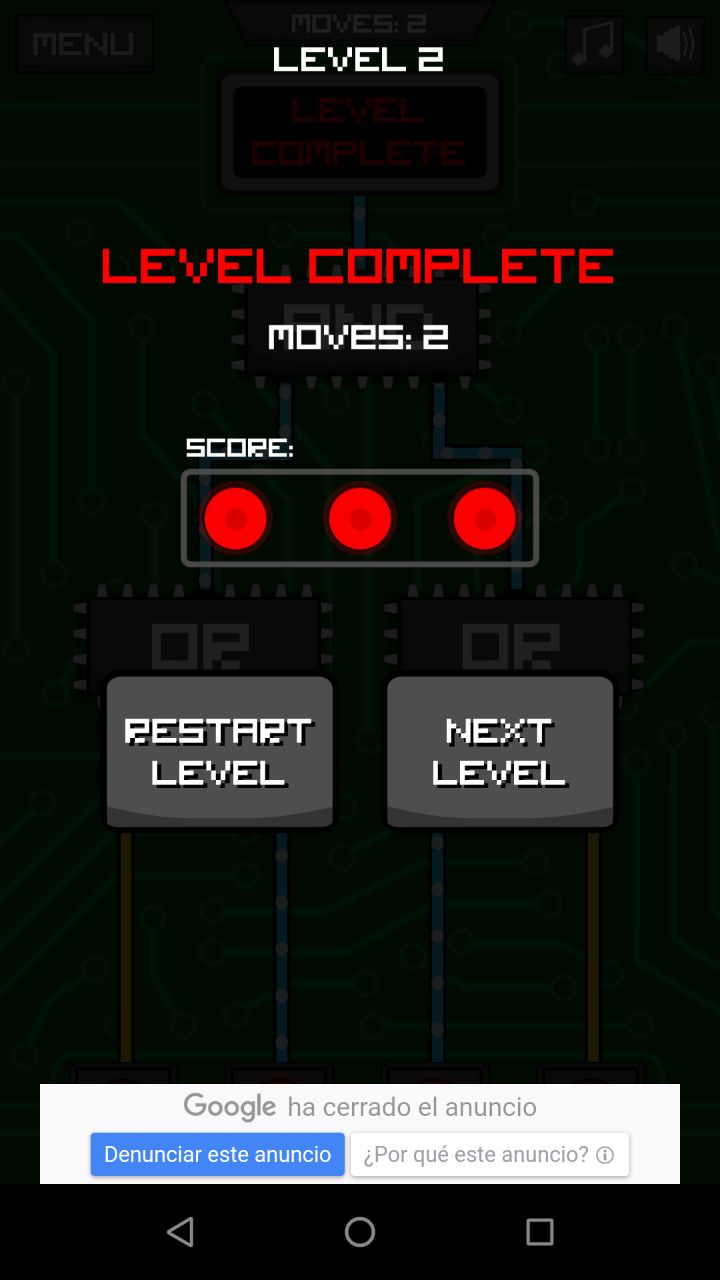 MENU
MOVES: 2
LEVEL 2
LEVEL
COMPLETE
LEVEL COMPLETE
AND
MOVES: 2
SCORE:
OR
OR
RESTART
LEVEL
NEXT
LEVEL
Google ha cerrado el anuncio
Denunciar este anuncio
¿Por qué este anuncio?